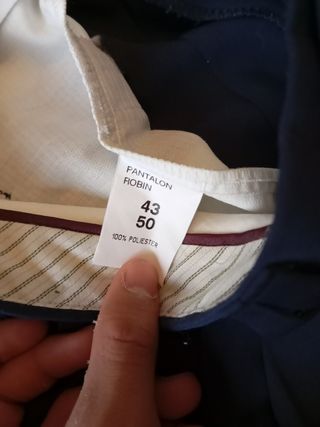 PANTALON
ROBIN
43
50
100% POLIESTER